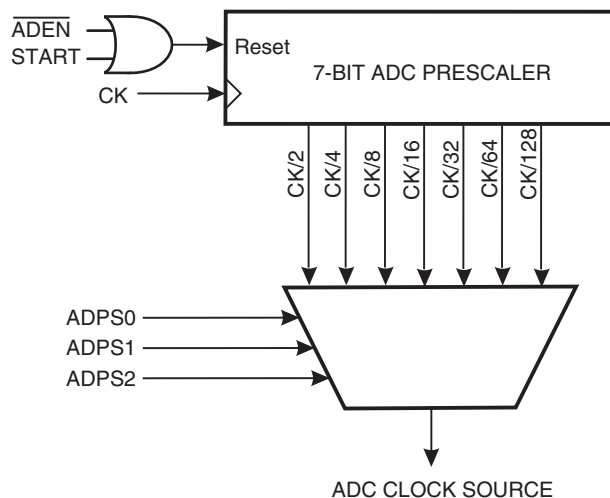 ADEN
START
Reset
7-BIT ADC PRESCALER
CK
CK/2
CK/4
CK/8
CK/16
CK/32
CK/64
CK/128
ADPS0
ADPS1
ADPS2
ADC CLOCK SOURCE